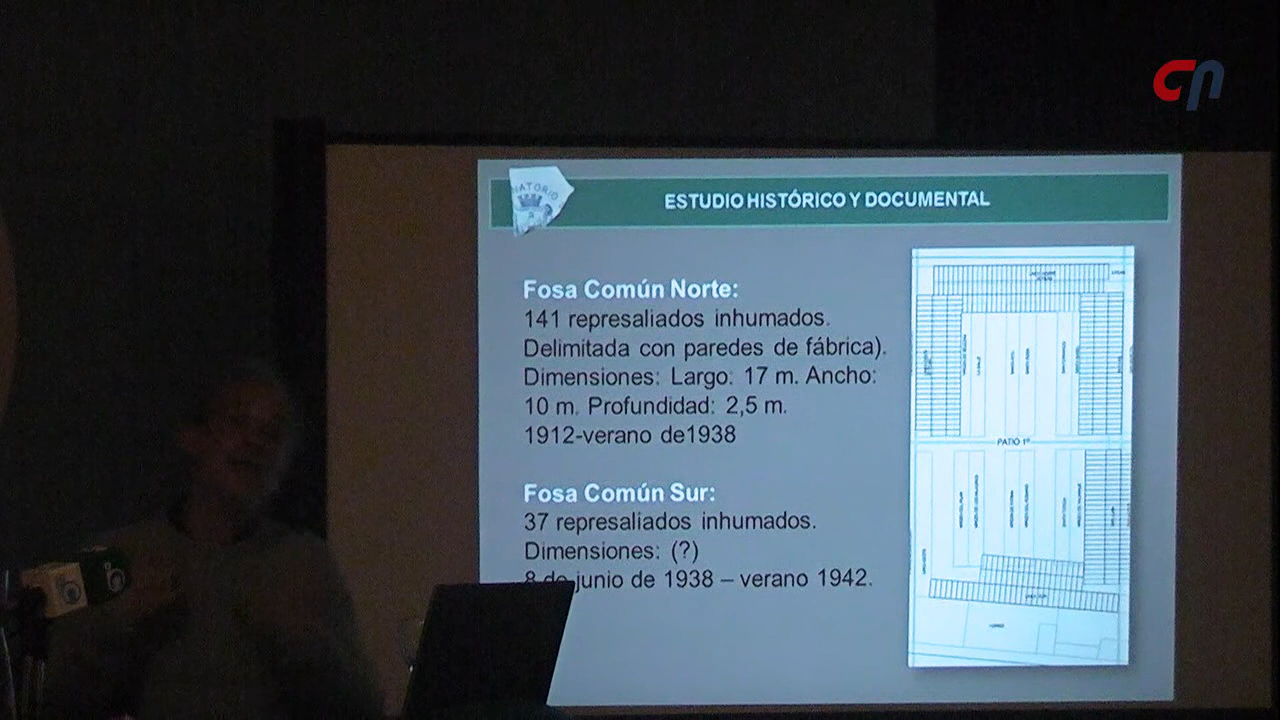 cn
NATORIO
ESTUDIO HISTÓRICO Y DOCUMENTAL
Fosa Común Norte:
141 represaliados inhumados.
Delimitada con paredes de fábrica).
Dimensiones: Largo: 17 m. Ancho:
10 m. Profundidad: 2,5 m.
1912-verano de1938
Fosa Común Sur:
37 represaliados inhumados.
Dimensiones: (?)
8 de junio de 1938 – verano 1942.
PATIO 1º